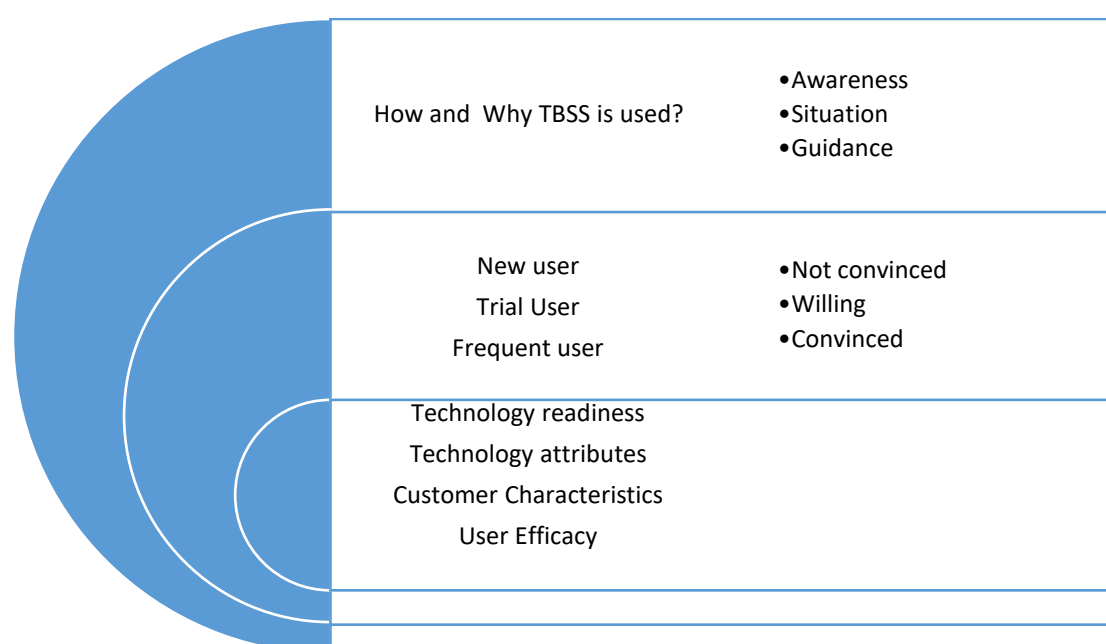 How and  Why TBSS is used?
•Awareness
•Situation
•Guidance
New user
Trial User
Frequent user
•Not convinced
•Willing
•Convinced
Technology readiness
Technology attributes
Customer Characteristics
User Efficacy